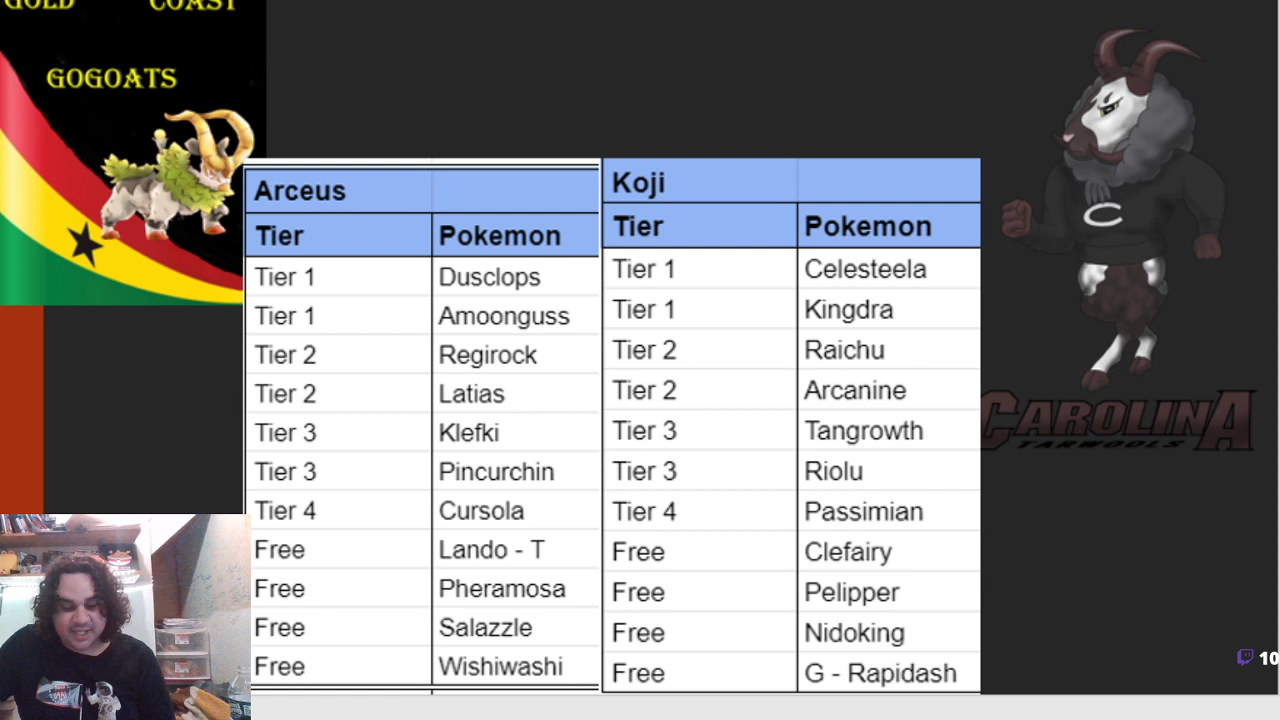 GOLD COAST
GOGOATS
Arceus
Tier Pokemon
Tier 1 Dusclops
Tier 1 Amoonguss
Tier 2 Regirock
Tier 2 Latias
Tier 3 Klefki
Tier 3 Pincurchin
Tier 4 Cursola
Free Lando - T
Free Pheramosa
Free Salazzle
Free Wishiwashi
Koji
Tier Pokemon
Tier 1 Celesteela
Tier 1 Kingdra
Tier 2 Raichu
Tier 2 Arcanine
Tier 3 Tangrowth
Tier 3 Riolu
Tier 4 Passimian
Free Clefairy
Free Pelipper
Free Nidoking
Free G - Rapidash
C
CAROLINA
TARWOOLS
10